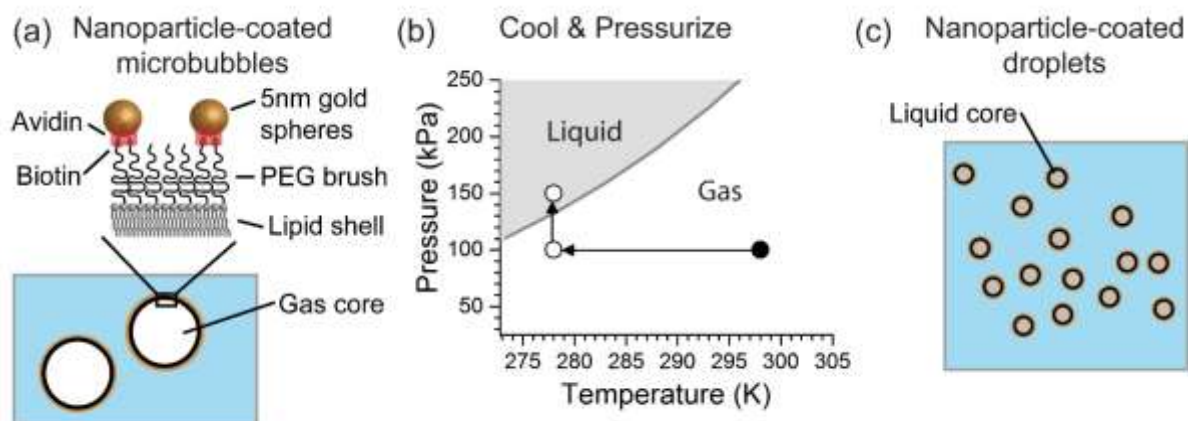 (a) Nanoparticle-coated
microbubbles
Avidin
Biotin
5nm gold
spheres
PEG brush
Lipid shell
Gas core
(b) Cool & Pressurize
Pressure (kPa)
250
200
150
100
50
Liquid
Gas
275 280 285 290 295 300 305
Temperature (K)
(c) Nanoparticle-coated
droplets
Liquid core